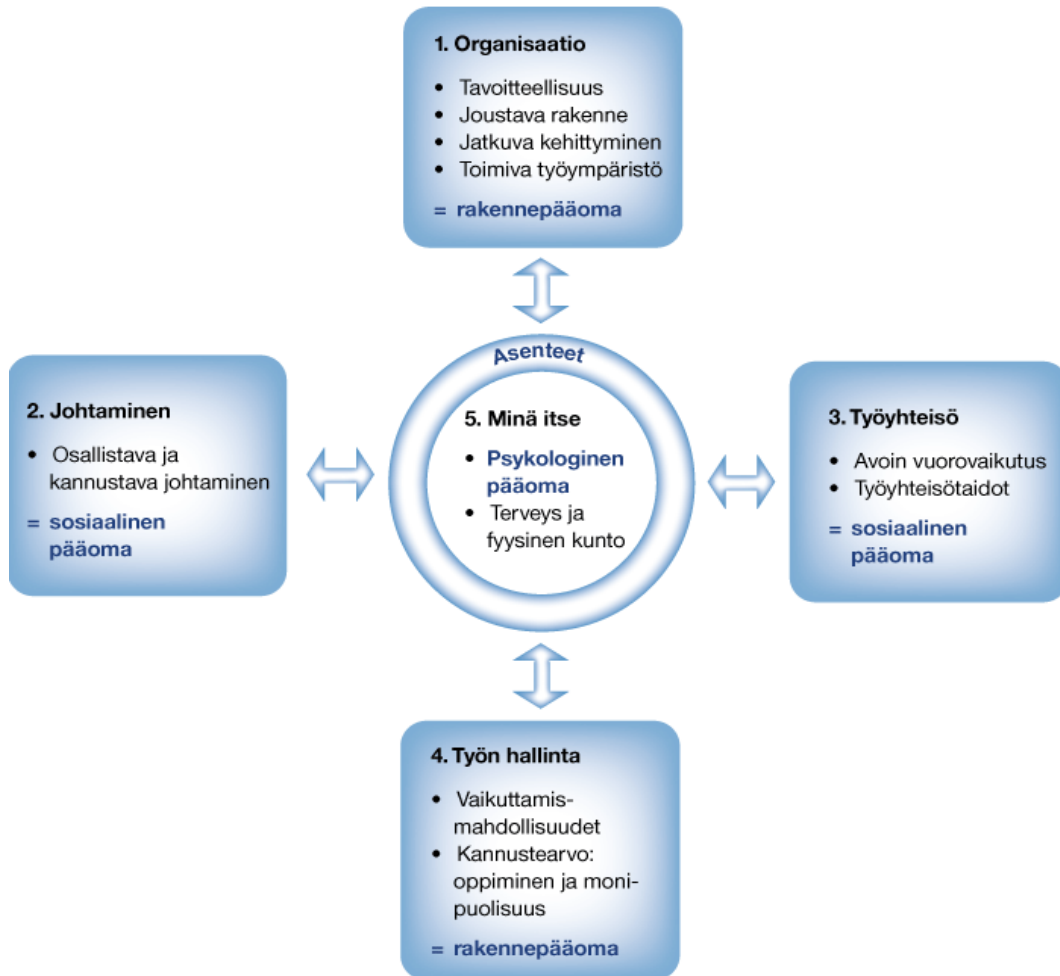 1. Organisaatio
• Tavoitteellisuus
• Joustava rakenne
• Jatkuva kehittyminen
• Toimiva työympäristö
= rakennepääoma
2. Johtaminen
• Osallistava ja
kannustava johtaminen
= sosiaalinen
pääoma
Asenteet
5. Minä itse
• Psykologinen
pääoma
• Terveys ja
fyysinen kunto
3. Työyhteisö
• Avoin vuorovaikutus
• Työyhteisötaidot
= sosiaalinen
pääoma
4. Työn hallinta
• Vaikuttamis-
mahdollisuudet
• Kannustearvo:
oppiminen ja moni-
puolisuus
= rakennepääoma